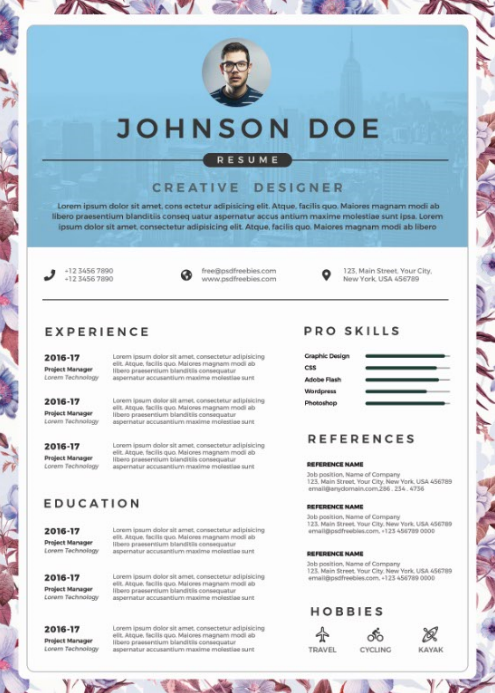 JOHNSON DOE
RESUME
CREATIVE DESIGNER
Lorem ipsum dolor sit amet, consectetur adipisicing elit. Atque, facilis quo. Maiores magnam modi ab
libero praesentium blanditiis conseq uatur aspernatur accus antium maxime molestiae sunt ipsa. Lorem
ipsum dolor sit amet, cons ectetur adipisicing elit. Atque, facilis quo. Maiores magnam modi ab libero
+12 3456 7890
+12 3456 7890
free@psdfreebies.com
www.psdfreebies.com
123, Main Street, Your City,
New York, USA 456789
EXPERIENCE
2016-17
Project Manager
Lorem Technology
Lorem ipsum dolor sit amet, consectetur adipisicing
elit. Atque, facilis quo. Maiores magnam modi ab
libero praesentium blanditiis consequatur
aspernatur accusantium maxime molestiae sunt
2016-17
Project Manager
Lorem Technology
Lorem ipsum dolor sit amet, consectetur adipisicing
elit. Atque, facilis quo. Maiores magnam modi ab
libero praesentium blanditiis consequatur
aspernatur accusantium maxime molestiae sunt
2016-17
Project Manager
Lorem Technology
Lorem ipsum dolor sit amet, consectetur adipisicing
elit. Atque, facilis quo. Maiores magnam modi ab
libero praesentium blanditiis consequatur
aspernatur accusantium maxime molestiae sunt
EDUCATION
2016-17
Project Manager
Lorem Technology
Lorem ipsum dolor sit amet, consectetur adipisicing
elit. Atque, facilis quo. Maiores magnam modi ab
libero praesentium blanditiis consequatur
aspernatur accusantium maxime molestiae sunt
2016-17
Project Manager
Lorem Technology
Lorem ipsum dolor sit amet, consectetur adipisicing
elit. Atque, facilis quo. Maiores magnam modi ab
libero praesentium blanditiis consequatur
aspernatur accusantium maxime molestiae sunt
2016-17
Project Manager
Lorem Technology
Lorem ipsum dolor sit amet, consectetur adipisicing
elit. Atque, facilis quo. Maiores magnam modi ab
libero praesentium blanditiis consequatur
aspernatur accusantium maxime molestiae sunt
PRO SKILLS
Graphic Design
CSS
Adobe Flash
Wordpress
Photoshop
REFERENCES
REFERENCE NAME
Job position, Name of Company
123, Main Street, Your City, New York, USA 456789
email@anydomain.com,286 . 254 . 4736
REFERENCE NAME
Job position, Name of Company
123, Main Street, Your City, New York, USA 456789
email@psdfreebies.com, +123 456789 0000
REFERENCE NAME
Job position, Name of Company
123, Main Street, Your City, New York, USA 456789
email@psdfreebies.com, +123 456789 0000
HOBBIES
TRAVEL
CYCLING
KAYAK